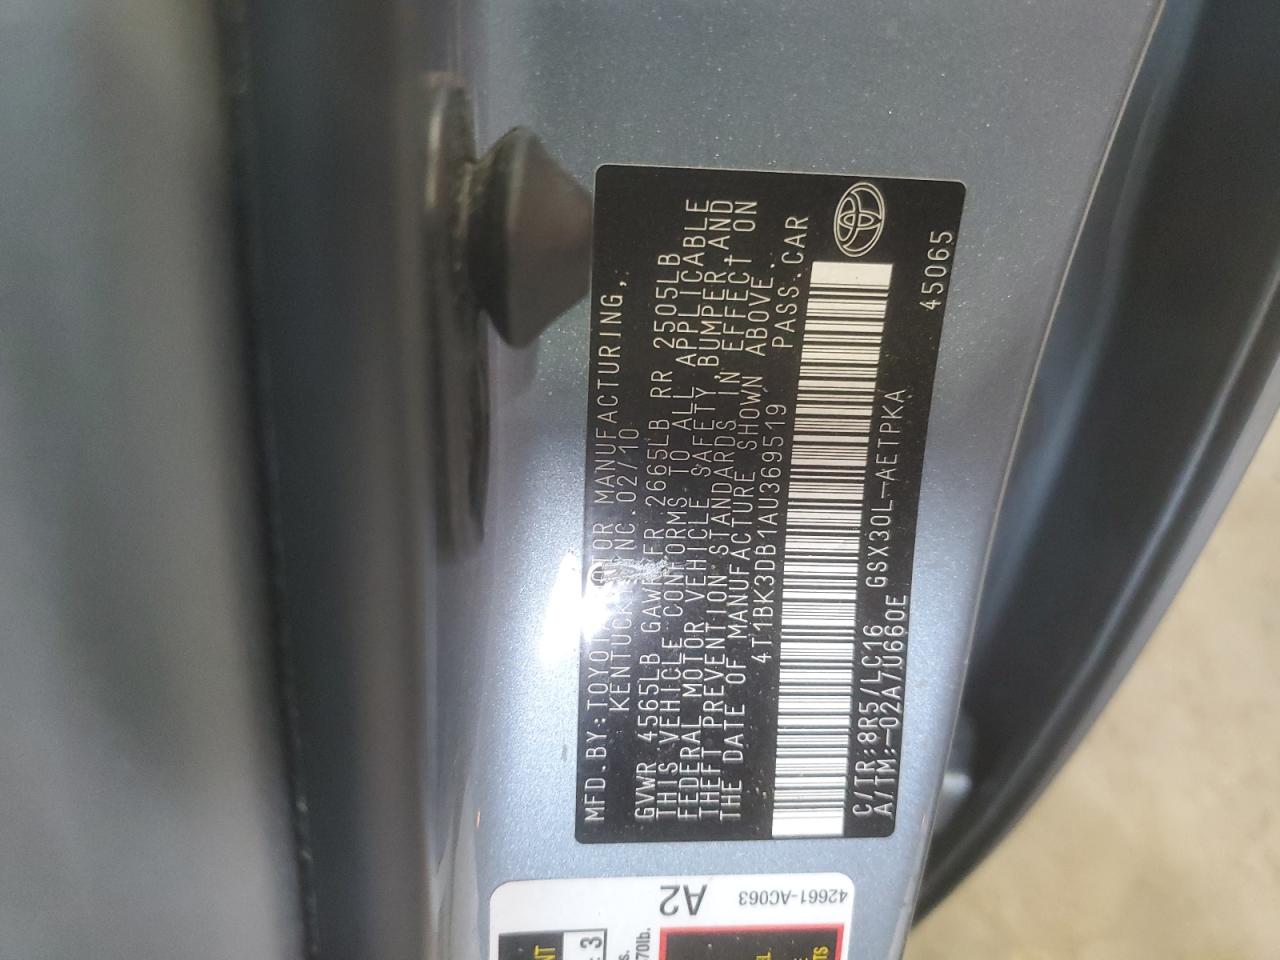 MFD.BY:TOYOTA MOTOR MANUFACTURING,
KENTUCKY, INC. 02/10
GVWR 4565LB GAWR FR 2665LB RR 2505LB
THIS VEHICLE CONFORMS TO ALL APPLICABLE
FEDERAL MOTOR VEHICLE SAFETY, BUMPER, AND
THEFT PREVENTION STANDARDS IN EFFECT ON
THE DATE OF MANUFACTURE SHOWN ABOVE.
4T1BK3DB1AU369519 PASS.CAR
C/TR:8R5/LC16 GSX30L-AETPKA
A/TM:-02A/U660E
45065
A2
42661-AC063
3